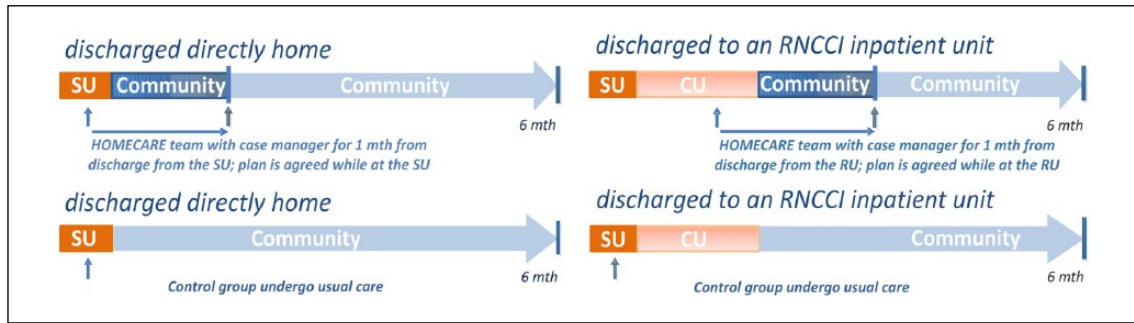 discharged directly home
SU Community Community
6 mth
HOMECARE team with case manager for 1 mth from
discharge from the SU; plan is agreed while at the SU
discharged to an RNCCI inpatient unit
SU CU Community Community
6 mth
HOMECARE team with case manager for 1 mth from
discharge from the RU; plan is agreed while at the RU
discharged directly home
SU Community
6 mth
Control group undergo usual care
discharged to an RNCCI inpatient unit
SU CU Community
6 mth
Control group undergo usual care